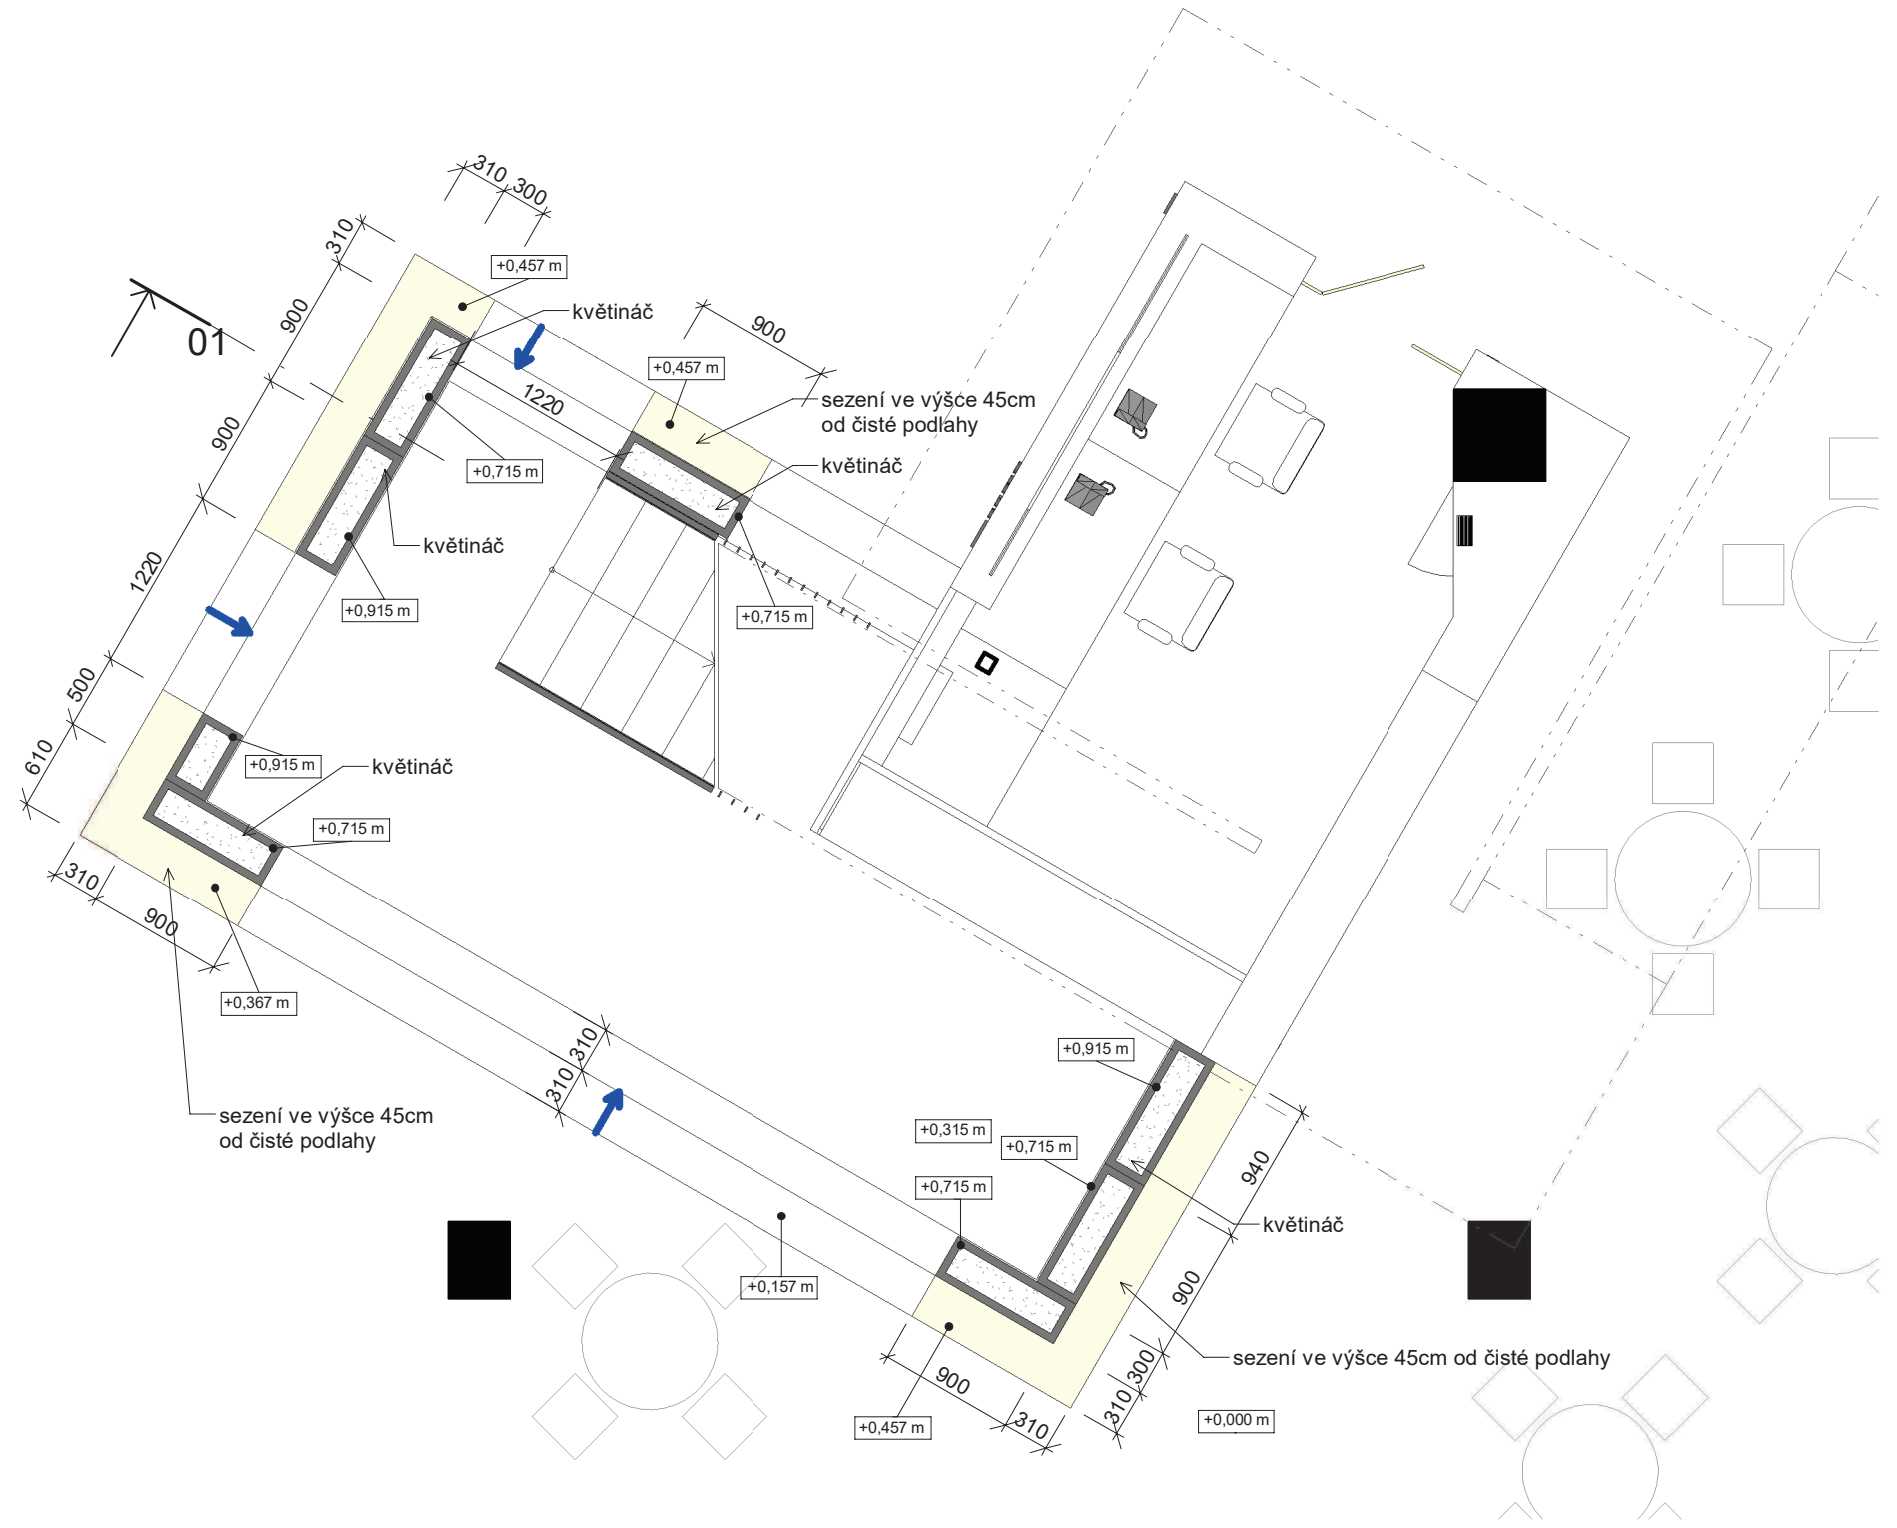 310
300
310
+0,457 m
900
01
květináč
900
+0,457 m
1220
sezení ve výšce 45cm
od čisté podlahy
900
+0,715 m
květináč
květináč
1220
+0,915 m
+0,715 m
500
610
+0,915 m
květináč
+0,715 m
310
900
+0,367 m
310
310
sezení ve výšce 45cm
od čisté podlahy
+0,915 m
+0,315 m
+0,715 m
940
+0,715 m
květináč
+0,157 m
900
sezení ve výšce 45cm od čisté podlahy
300
900
310
310
+0,457 m
+0,000 m